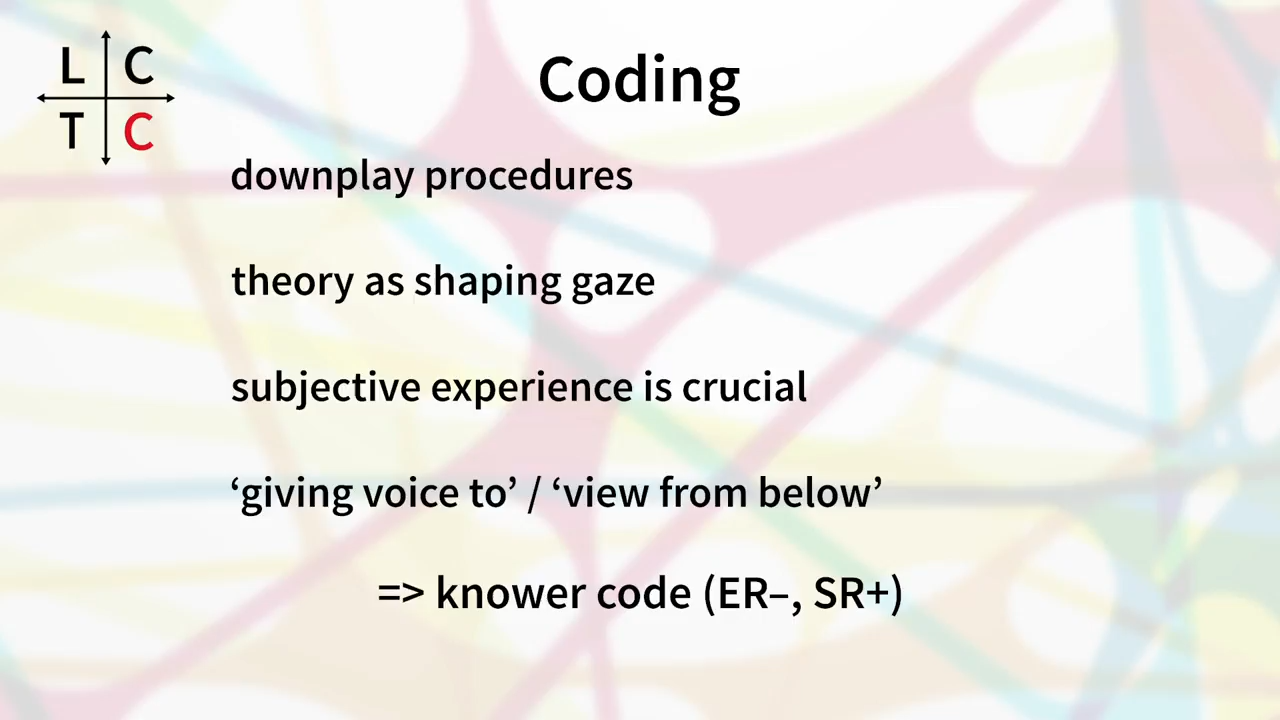 L C
T C
Coding
downplay procedures
theory as shaping gaze
subjective experience is crucial
‘giving voice to’ / ‘view from below’
=> knower code (ER–, SR+)